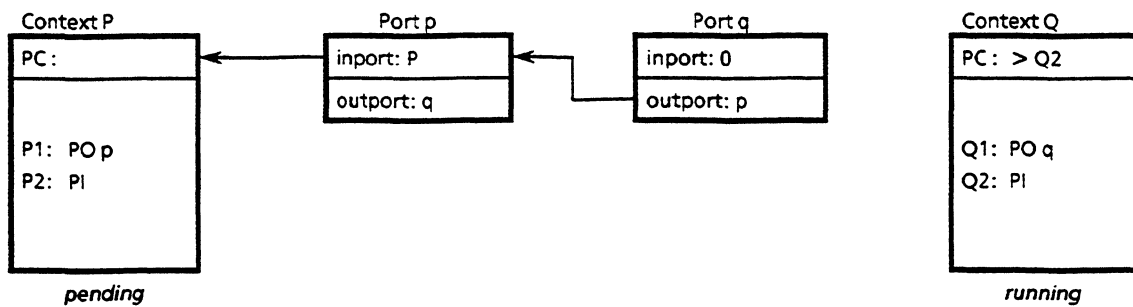 Context P
PC:
P1: PO p
P2: PI
pending
Port p
inport: P
outport: q
Port q
inport: 0
outport: p
Context Q
PC: > Q2
Q1: PO q
Q2: PI
running